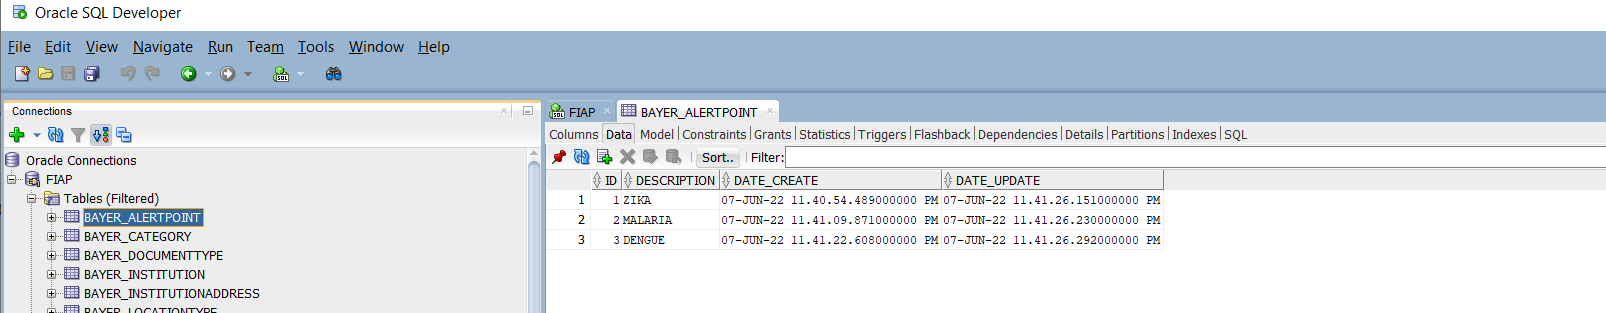 Oracle SQL Developer
File Edit View Navigate Run Team Tools Window Help
SQL
Connections
Oracle Connections
FIAP
Tables (Filtered)
BAYER_ALERTPOINT
BAYER_CATEGORY
BAYER_DOCUMENTTYPE
BAYER_INSTITUTION
BAYER_INSTITUTIONADDRESS
BAYER_LOCATIONTYPE
FIAP BAYER_ALERTPOINT
Columns Data Model Constraints Grants Statistics Triggers Flashback Dependencies Details Partitions Indexes SQL
Sort.. Filter:
ID DESCRIPTION DATE_CREATE DATE_UPDATE
1 1 ZIKA 07-JUN-22 11.40.54.489000000 PM 07-JUN-22 11.41.26.151000000 PM
2 2 MALARIA 07-JUN-22 11.41.09.871000000 PM 07-JUN-22 11.41.26.230000000 PM
3 3 DENGUE 07-JUN-22 11.41.22.608000000 PM 07-JUN-22 11.41.26.292000000 PM